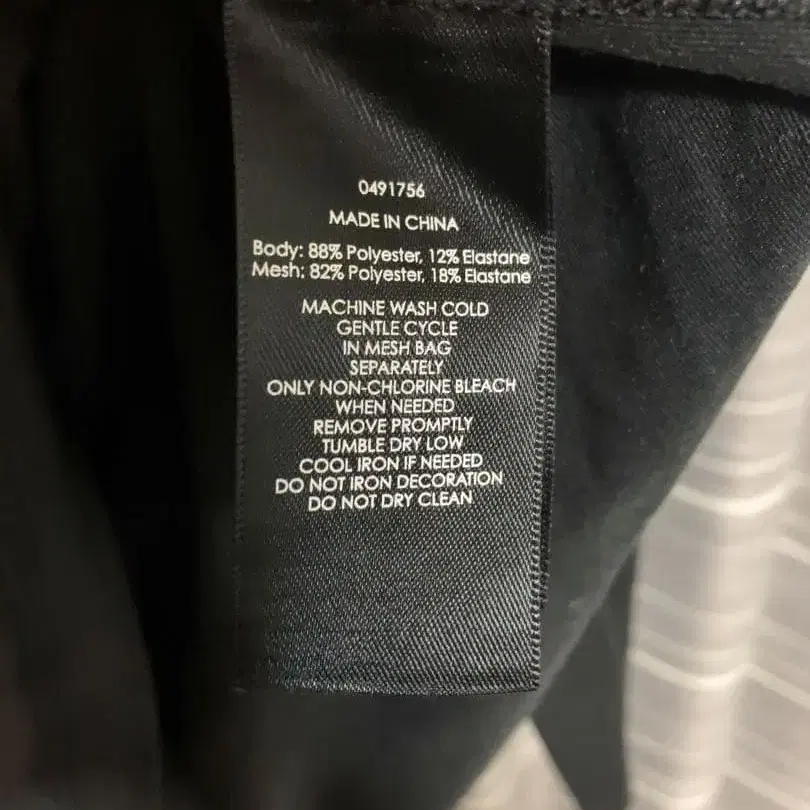 0491756
MADE IN CHINA
Body: 88% Polyester, 12% Elastane
Mesh: 82% Polyester, 18% Elastane
MACHINE WASH COLD
GENTLE CYCLE
IN MESH BAG
SEPARATELY
ONLY NON-CHLORINE BLEACH
WHEN NEEDED
REMOVE PROMPTLY
TUMBLE DRY LOW
COOL IRON IF NEEDED
DO NOT IRON DECORATION
DO NOT DRY CLEAN